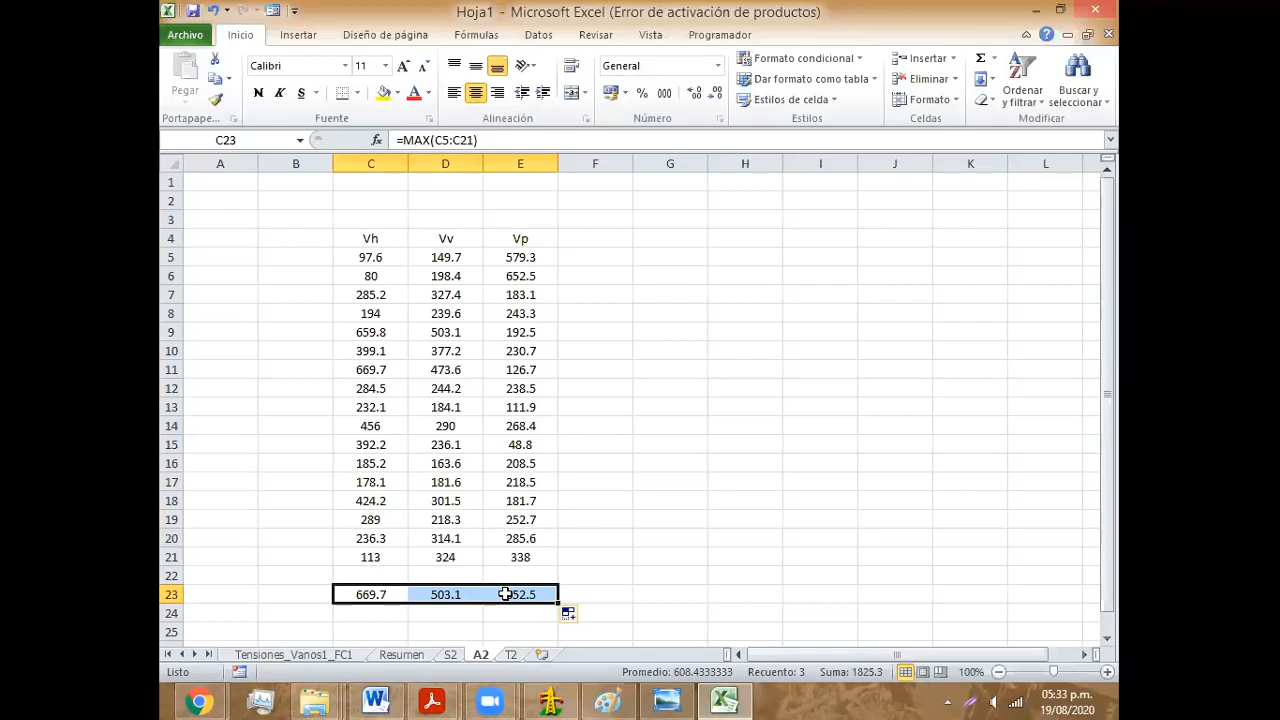 Hoja1 - Microsoft Excel (Error de activación de productos)
Archivo Inicio Insertar Diseño de página Fórmulas Datos Revisar Vista Programador
Pegar
Calibri 11
N K S
General
% 000
Formato condicional
Dar formato como tabla
Estilos de celda
Insertar
Eliminar
Formato
Σ
Ordenar y filtrar
Buscar y seleccionar
Portapape... Fuente Alineación Número Estilos Celdas Modificar
C23 fx =MAX(C5:C21)
A B C D E F G H I J K L
1
2
3
4 Vh Vv Vp
5 97.6 149.7 579.3
6 80 198.4 652.5
7 285.2 327.4 183.1
8 194 239.6 243.3
9 659.8 503.1 192.5
10 399.1 377.2 230.7
11 669.7 473.6 126.7
12 284.5 244.2 238.5
13 232.1 184.1 111.9
14 456 290 268.4
15 392.2 236.1 48.8
16 185.2 163.6 208.5
17 178.1 181.6 218.5
18 424.2 301.5 181.7
19 289 218.3 252.7
20 236.3 314.1 285.6
21 113 324 338
22
23 669.7 503.1 652.5
24
25
Tensiones_Vanos1_FC1 Resumen S2 A2 T2
Listo Promedio: 608.4333333 Recuento: 3 Suma: 1825.3 100%
05:33 p.m.
19/08/2020